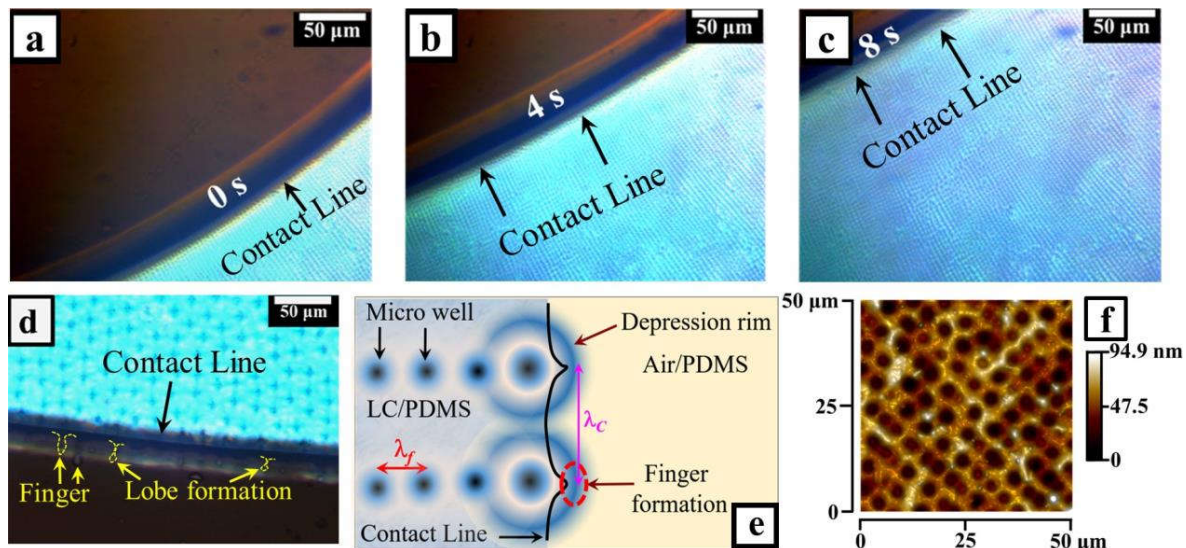 a
50 µm
0 s
Contact Line
b
50 µm
4 s
Contact Line
c
50 µm
8 s
Contact Line
d
50 µm
Contact Line
Finger
Lobe formation
Micro well
Depression rim
Air/PDMS
LC/PDMS
λC
λf
Finger
formation
Contact Line
e
50 µm
f
94.9 nm
25
47.5
0
0
0
25
50 µm